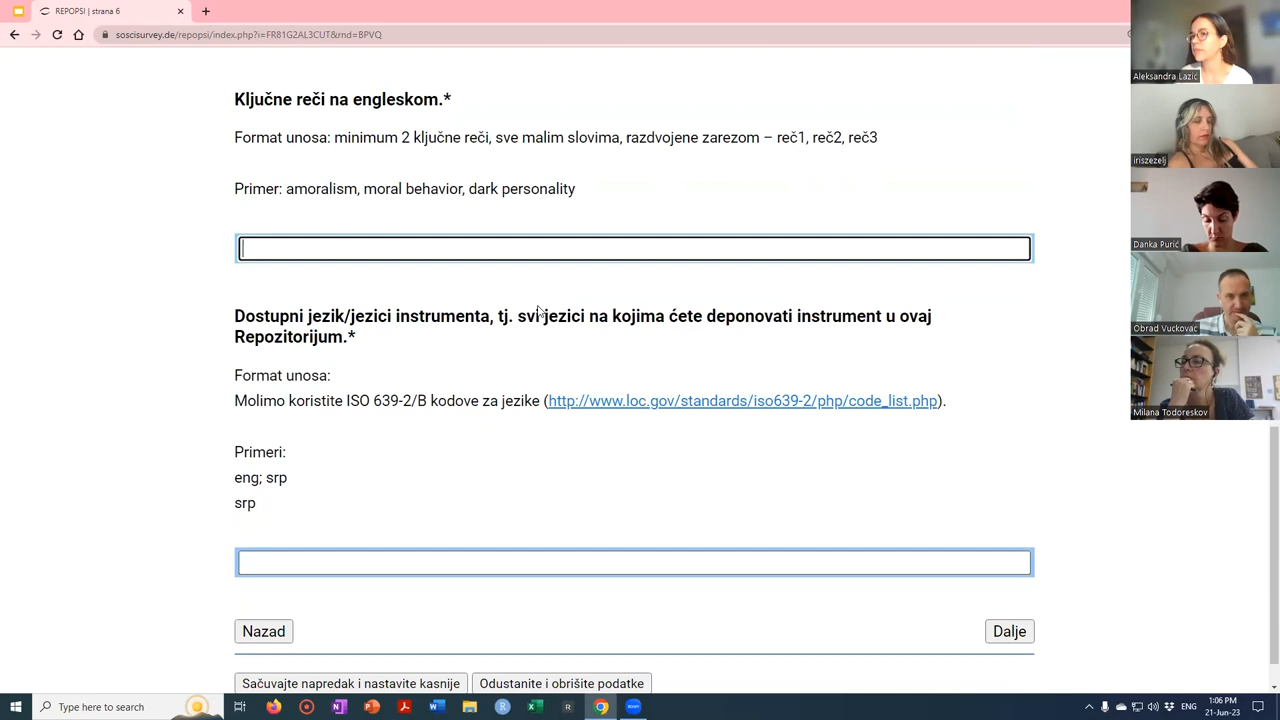 REPOPSI | strana 6
soscisurvey.de/repopsi/index.php?i=FR81G2AL3CUT&rnd=BPVQ
Ključne reči na engleskom.*
Format unosa: minimum 2 ključne reči, sve malim slovima, razdvojene zarezom – reč1, reč2, reč3
Primer: amoralism, moral behavior, dark personality
Dostupni jezik/jezici instrumenta, tj. svi jezici na kojima ćete deponovati instrument u ovaj
Repozitorijum.*
Format unosa:
Molimo koristite ISO 639-2/B kodove za jezike (http://www.loc.gov/standards/iso639-2/php/code_list.php).
Primeri:
eng; srp
srp
Nazad
Dalje
Sačuvajte napredak i nastavite kasnije
Odustanite i obrišite podatke
Aleksandra Lazić
iriszezelj
Danka Purić
Obrad Vuckovac
Milana Todoreskov
Type here to search
ENG
1:06 PM
21-Jun-23